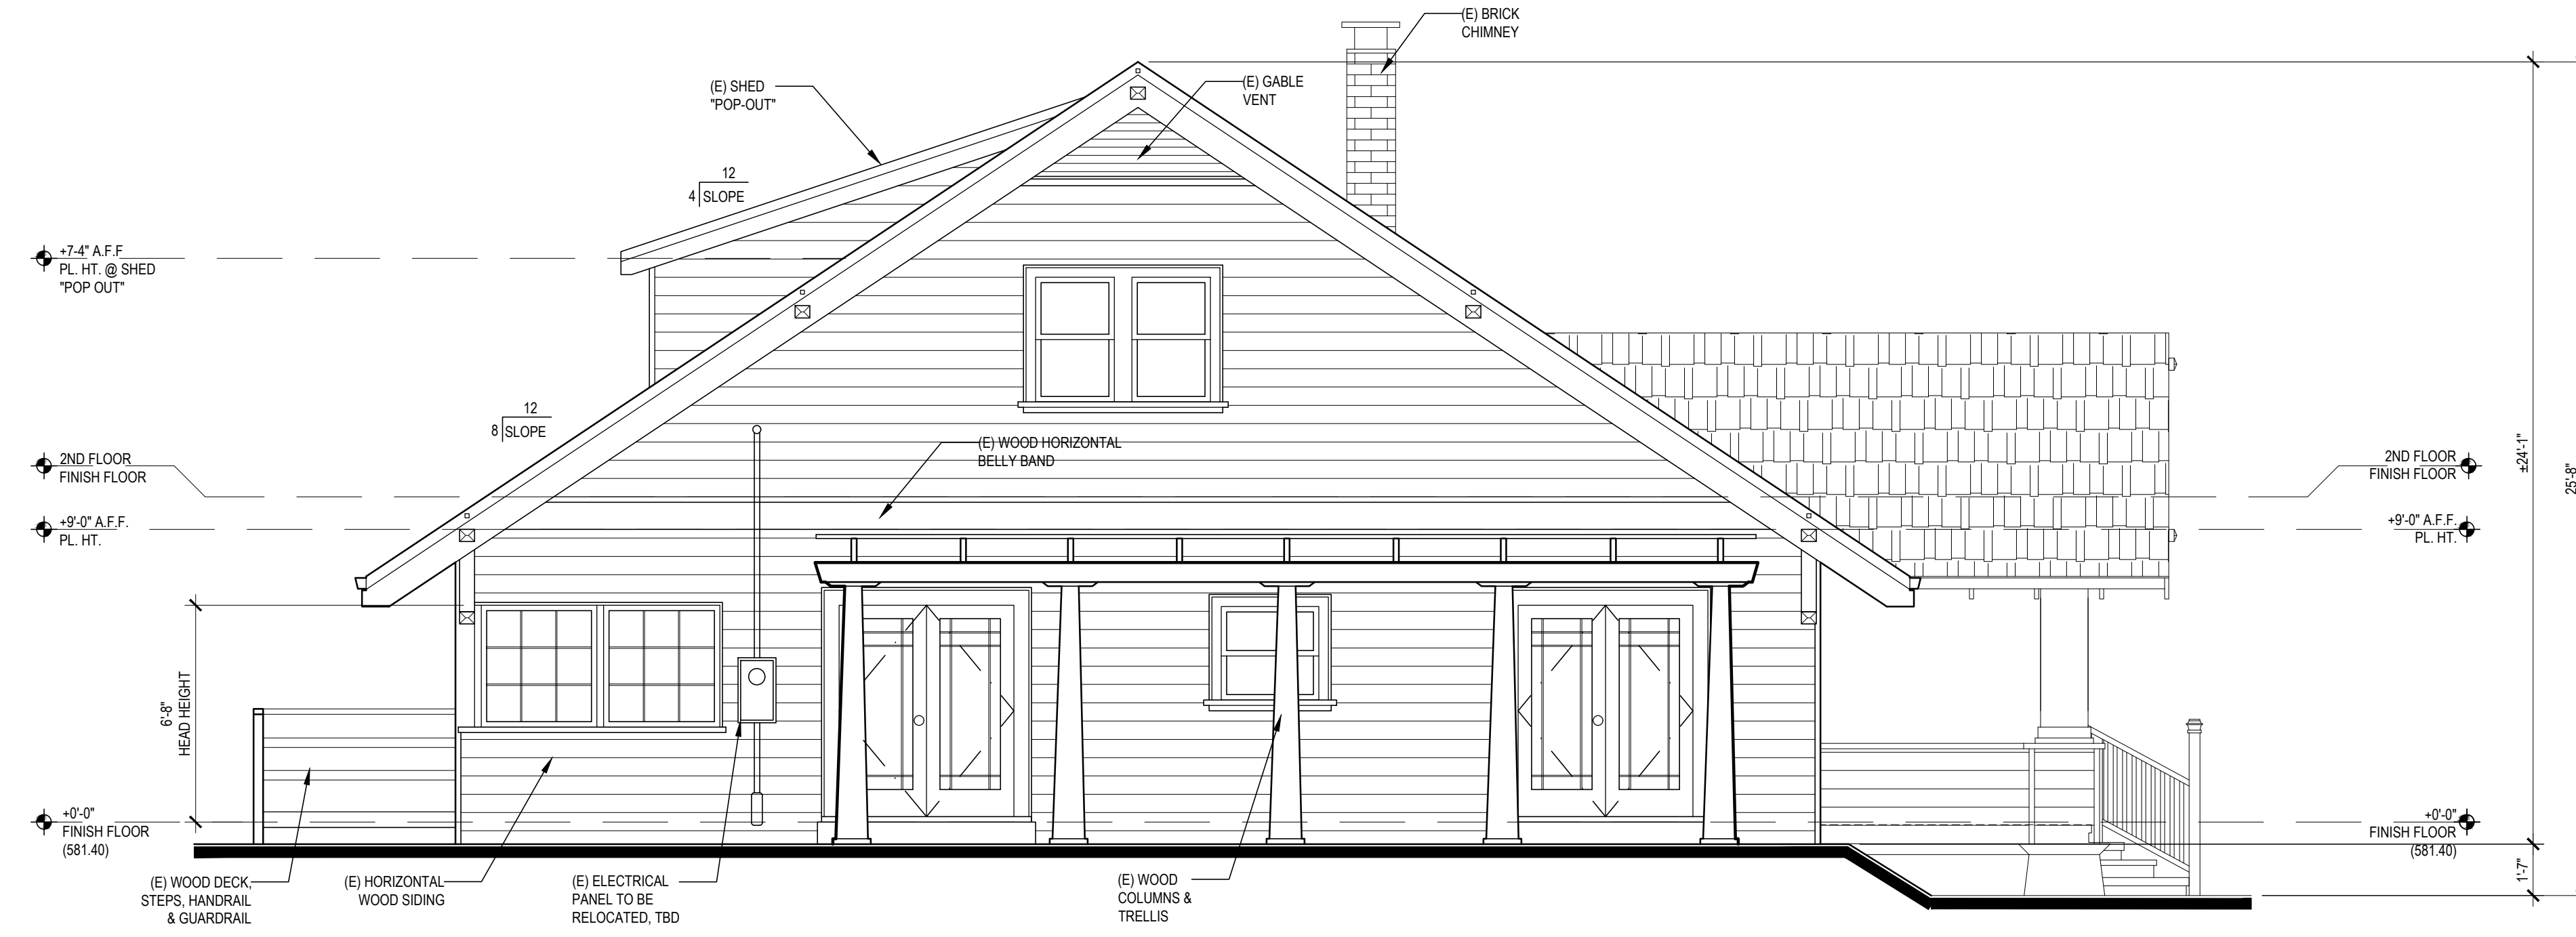 (E) BRICK
CHIMNEY
(E) SHED
"POP-OUT"
(E) GABLE
VENT
12
4 SLOPE
+7-4" A.F.F
PL. HT. @ SHED
"POP OUT"
12
8 SLOPE
(E) WOOD HORIZONTAL
BELLY BAND
2ND FLOOR
FINISH FLOOR
2ND FLOOR
FINISH FLOOR
±24'-1"
25'-8"
+9'-0" A.F.F.
PL. HT.
+9'-0" A.F.F.
PL. HT.
6'-8"
HEAD HEIGHT
+0'-0"
FINISH FLOOR
(581.40)
+0'-0"
FINISH FLOOR
(581.40)
1'-7"
(E) WOOD DECK,
STEPS, HANDRAIL
& GUARDRAIL
(E) HORIZONTAL
WOOD SIDING
(E) ELECTRICAL
PANEL TO BE
RELOCATED, TBD
(E) WOOD
COLUMNS &
TRELLIS